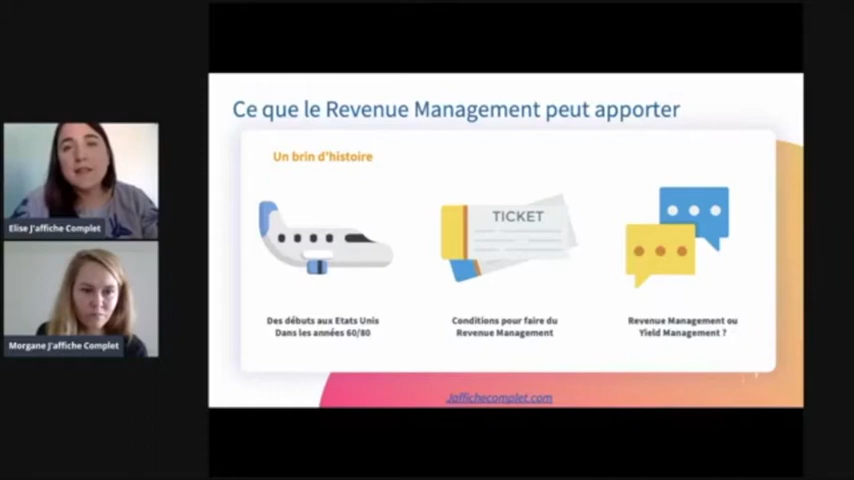 Ce que le Revenue Management peut apporter
Un brin d'histoire
TICKET
Des débuts aux Etats Unis
Dans les années 60/80
Conditions pour faire du
Revenue Management
Revenue Management ou
Yield Management ?
Jaffichecomplet.com
Elise J'affiche Complet
Morgane J'affiche Complet